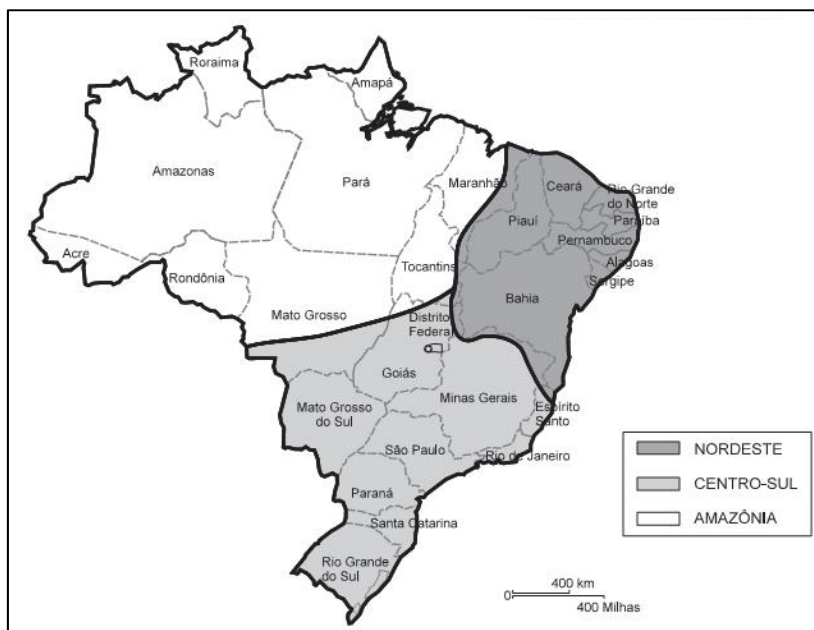 Roraima
Amapá
Amazonas
Pará
Maranhão
Ceará
Rio Grande
do Norte
Piauí
Paraíba
Pernambuco
Acre
Rondônia
Tocantins
Alagoas
Sergipe
Mato Grosso
Bahia
Distrito
Federal
Goiás
Minas Gerais
Mato Grosso
do Sul
Espírito
Santo
São Paulo
Rio de Janeiro
Paraná
Santa Catarina
Rio Grande
do Sul
NORDESTE
CENTRO-SUL
AMAZÔNIA
400 km
0
400 Milhas